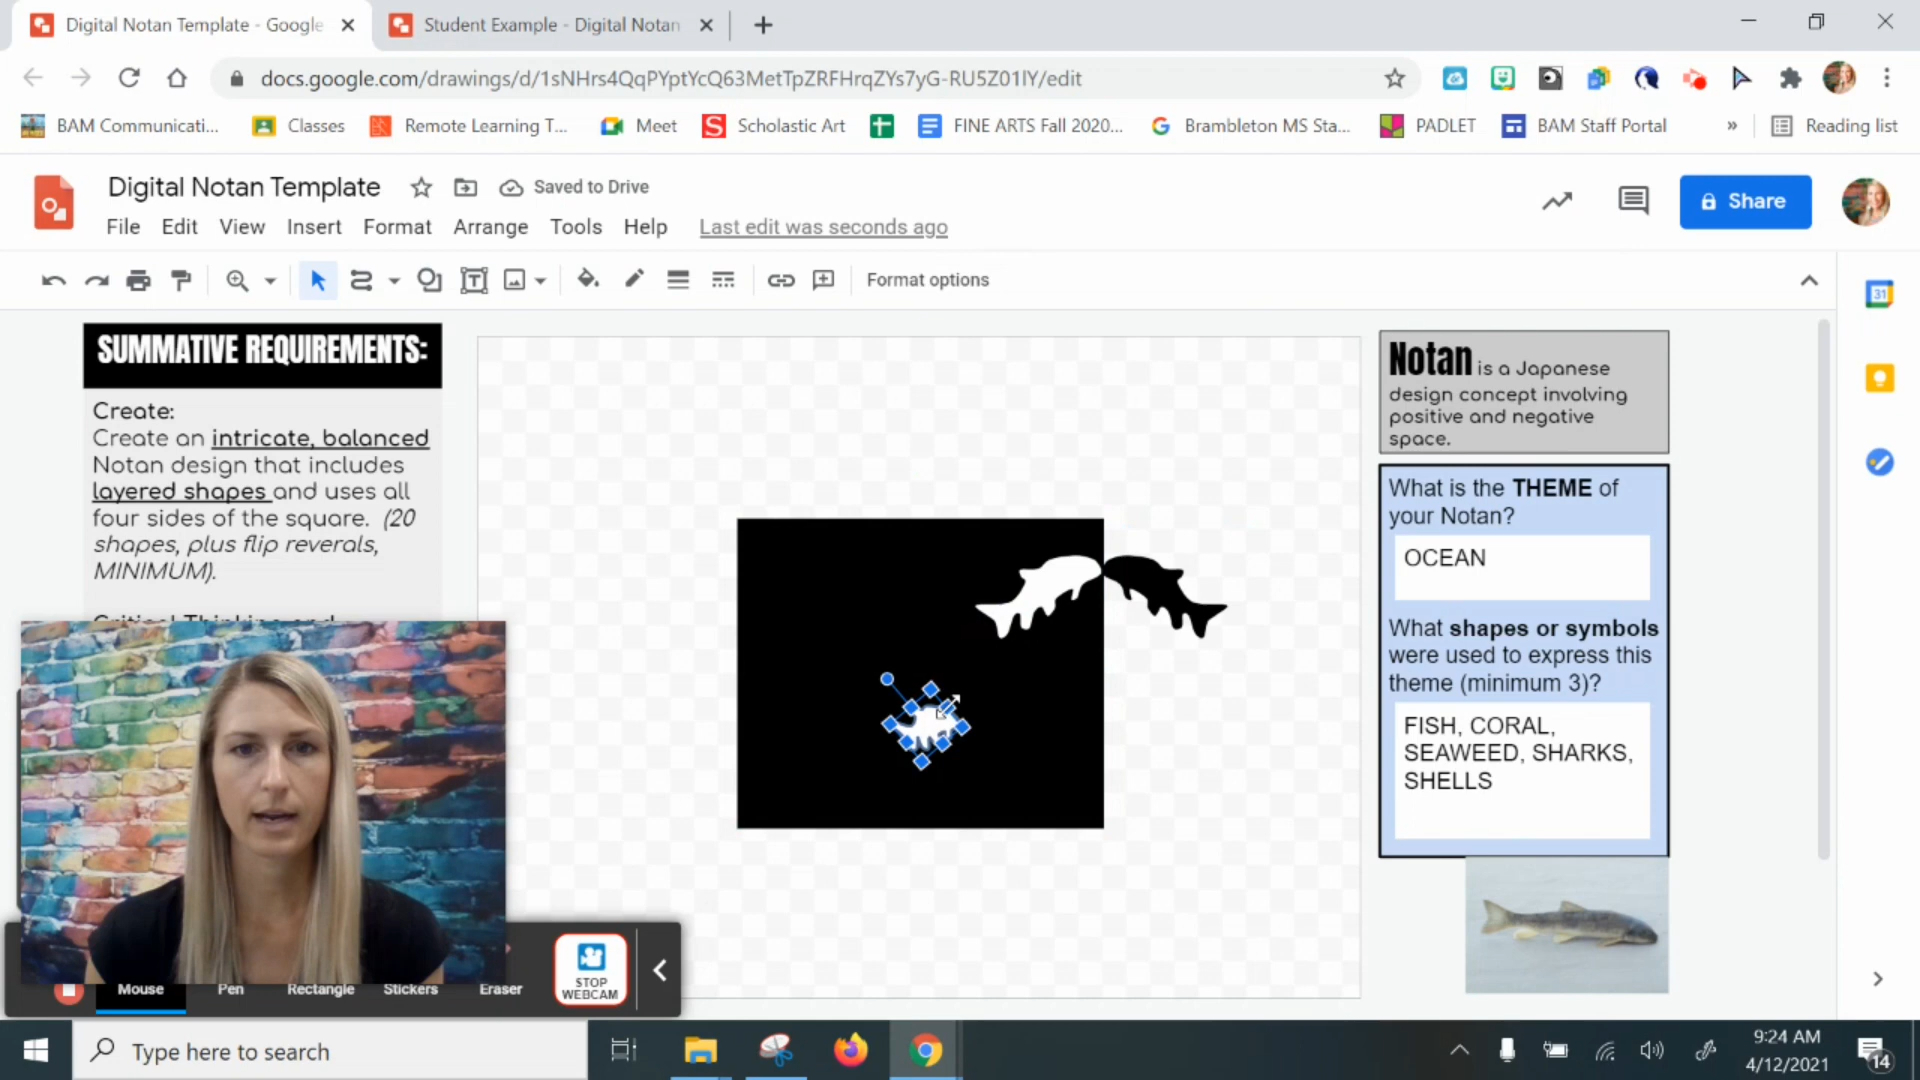 Digital Notan Template - Google
Student Example - Digital Notan
docs.google.com/drawings/d/1sNHrs4QqPYptYcQ63MetTpZRFHrqZYs7yG-RU5Z01lY/edit
BAM Communicati...
Classes
Remote Learning T...
Meet
Scholastic Art
FINE ARTS Fall 2020...
Brambleton MS Sta...
PADLET
BAM Staff Portal
»
Reading list
Digital Notan Template
Saved to Drive
Share
File Edit View Insert Format Arrange Tools Help
Last edit was seconds ago
Format options
31
SUMMATIVE REQUIREMENTS:
Create:
Create an intricate, balanced
Notan design that includes
layered shapes and uses all
four sides of the square. (20
shapes, plus flip reverals,
MINIMUM).
Critical Thinking and
Notan is a Japanese
design concept involving
positive and negative
space.
What is the THEME of
your Notan?
OCEAN
What shapes or symbols
were used to express this
theme (minimum 3)?
FISH, CORAL,
SEAWEED, SHARKS,
SHELLS
Mouse
Pen
Rectangle
Stickers
Eraser
STOP
WEBCAM
Type here to search
9:24 AM
4/12/2021
14